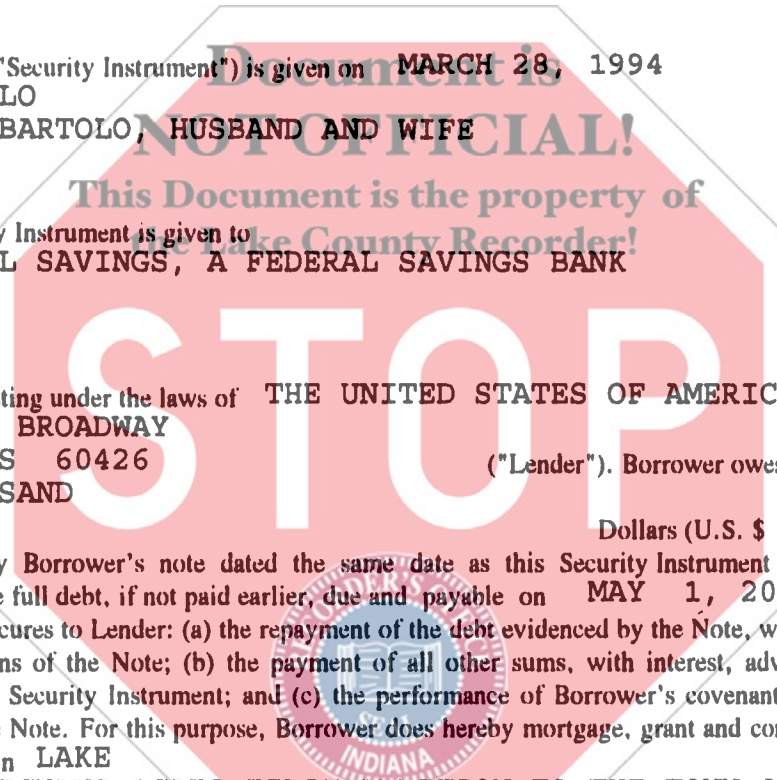 "Security Instrument") is given on MARCH 28, 1994
LO
BARTOLO, HUSBAND AND WIFE
Document is
NOT OFFICIAL!
This Document is the property of
the Lake County Recorder!
y Instrument is given to
L SAVINGS, A FEDERAL SAVINGS BANK
STOP
ting under the laws of THE UNITED STATES OF AMERIC
BROADWAY
S 60426 ("Lender"). Borrower owes
SAND
Dollars (U.S. $
y Borrower's note dated the same date as this Security Instrument
e full debt, if not paid earlier, due and payable on MAY 1, 20
cures to Lender: (a) the repayment of the debt evidenced by the Note, w
ns of the Note; (b) the payment of all other sums, with interest, adv
Security Instrument; and (c) the performance of Borrower's covenant
e Note. For this purpose, Borrower does hereby mortgage, grant and co
n LAKE
SEAL
INDIANA